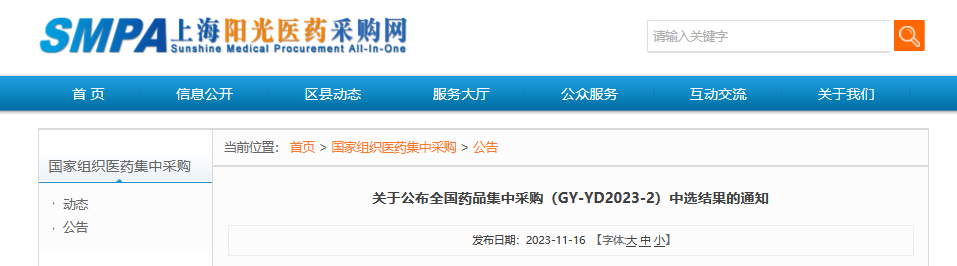 SMPA上海阳光医药采购网
Sunshine Medical Procurement All-In-One
请输入关键字
首 页 信息公开 区县动态 服务大厅 公众服务 互动交流 关于我们
国家组织医药集中采购
动态
公告
当前位置: 首页 > 国家组织医药集中采购 > 公告
关于公布全国药品集中采购（GY-YD2023-2）中选结果的通知
发布日期：2023-11-16 【字体:大 中 小】